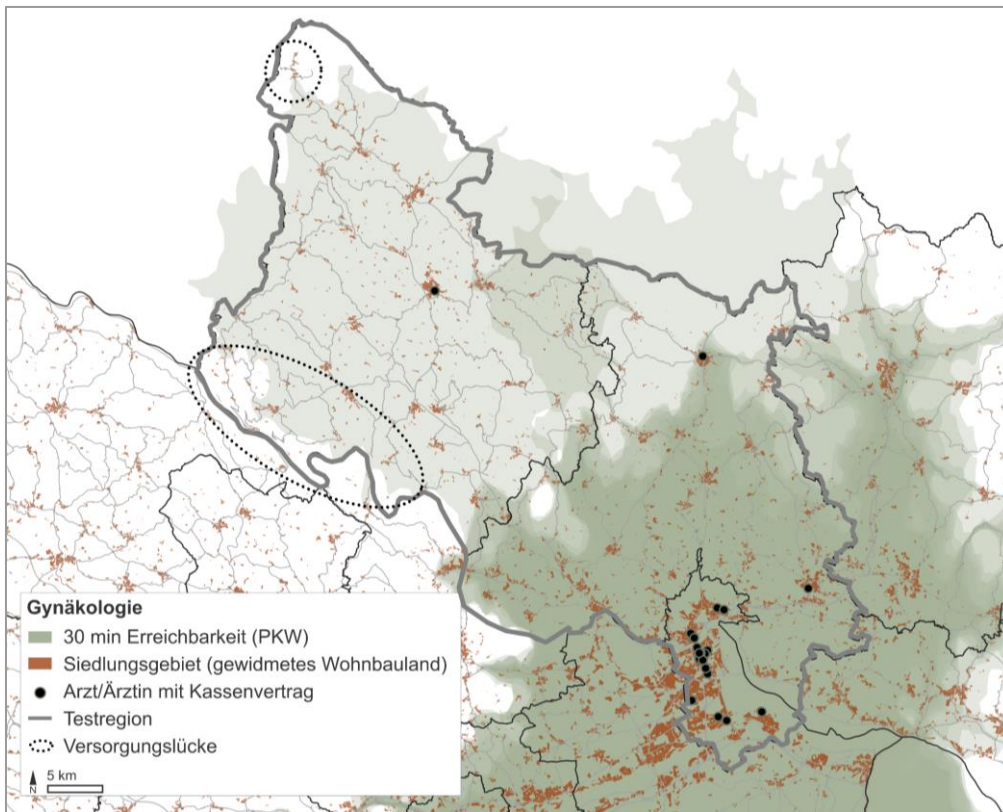 Gynäkologie
30 min Erreichbarkeit (PKW)
Siedlungsgebiet (gewidmetes Wohnbauland)
Arzt/Ärztin mit Kassenvertrag
Testregion
Versorgungslücke
5 km
N